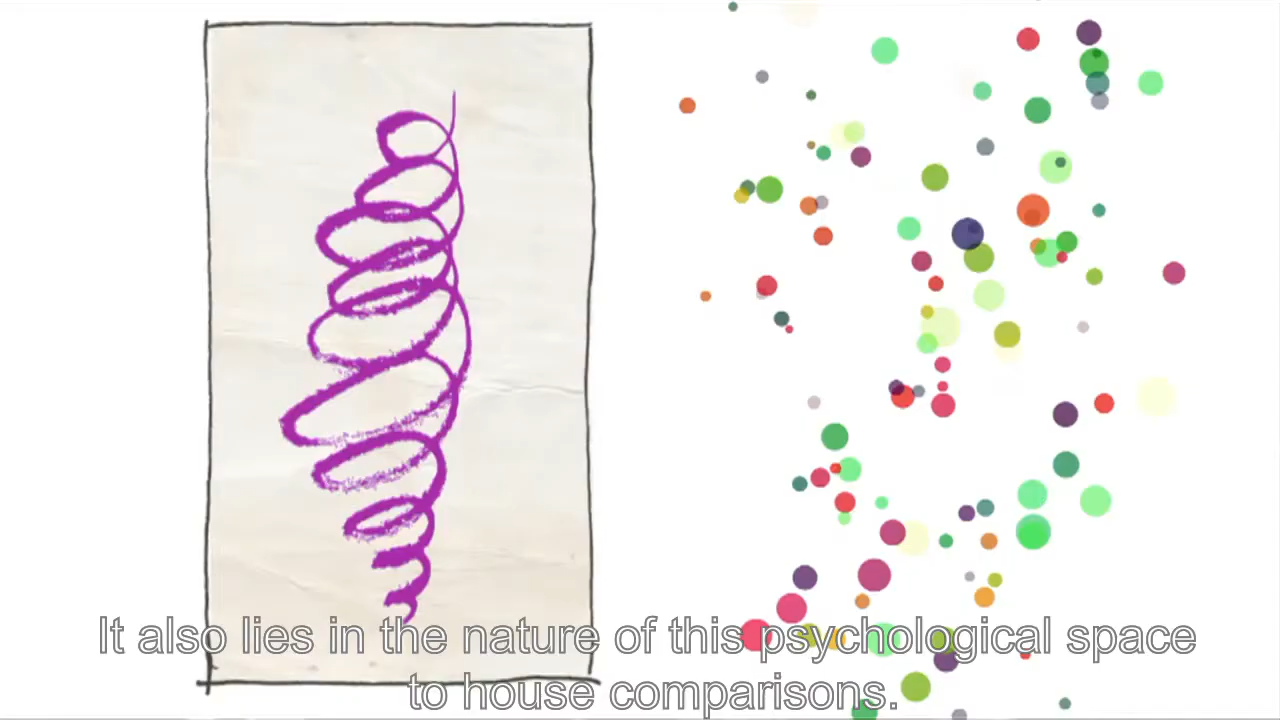 It also lies in the nature of this psychological space
to house comparisons.